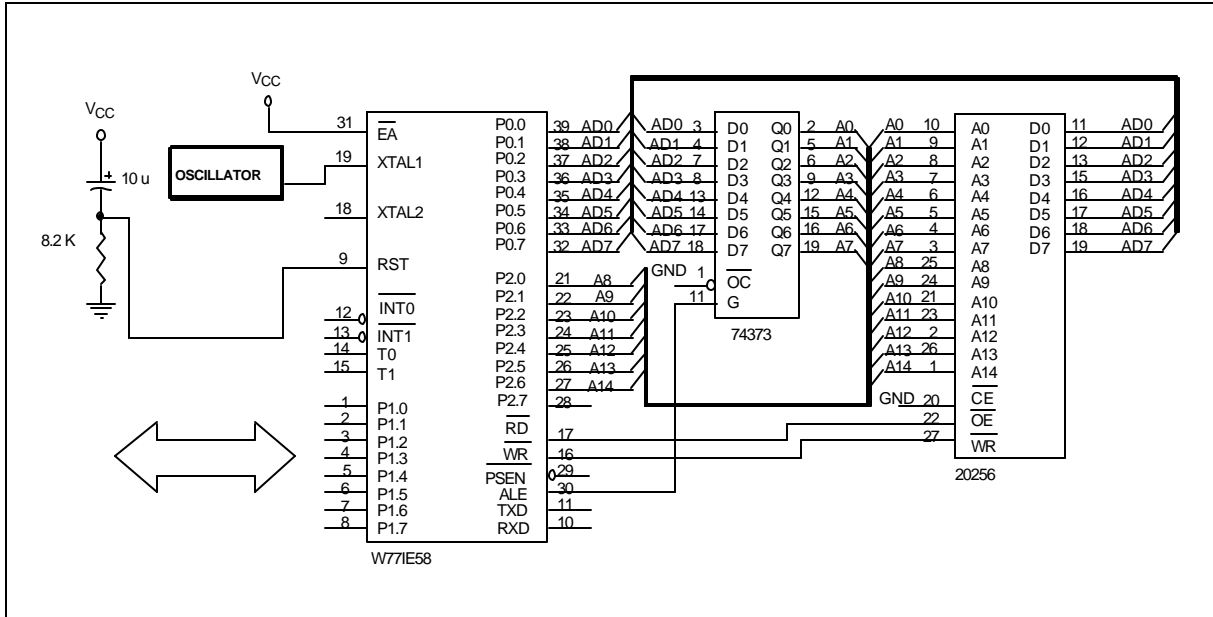 VCC
VCC
10 u
8.2 K
OSCILLATOR
31 EA
19 XTAL1
18 XTAL2
9 RST
12 INT0
13 INT1
14 T0
15 T1
1 P1.0
2 P1.1
3 P1.2
4 P1.3
5 P1.4
6 P1.5
7 P1.6
8 P1.7
P0.0 39 AD0
P0.1 38 AD1
P0.2 37 AD2
P0.3 36 AD3
P0.4 35 AD4
P0.5 34 AD5
P0.6 33 AD6
P0.7 32 AD7
P2.0 21 A8
P2.1 22 A9
P2.2 23 A10
P2.3 24 A11
P2.4 25 A12
P2.5 26 A13
P2.6 27 A14
P2.7 28
RD 17
WR 16
PSEN 29
ALE 30
TXD 11
RXD 10
W77IE58
AD0 3 D0 Q0 2 A0
AD1 4 D1 Q1 5 A1
AD2 7 D2 Q2 6 A2
AD3 8 D3 Q3 9 A3
AD4 13 D4 Q4 12 A4
AD5 14 D5 Q5 15 A5
AD6 17 D6 Q6 16 A6
AD7 18 D7 Q7 19 A7
GND 1 OC
11 G
74373
A0 10 A0 D0 11 AD0
A1 9 A1 D1 12 AD1
A2 8 A2 D2 13 AD2
A3 7 A3 D3 15 AD3
A4 6 A4 D4 16 AD4
A5 5 A5 D5 17 AD5
A6 4 A6 D6 18 AD6
A7 3 A7 D7 19 AD7
A8 25 A8
A9 24 A9
A10 21 A10
A11 23 A11
A12 2 A12
A13 26 A13
A14 1 A14
GND 20 CE
22 OE
27 WR
20256